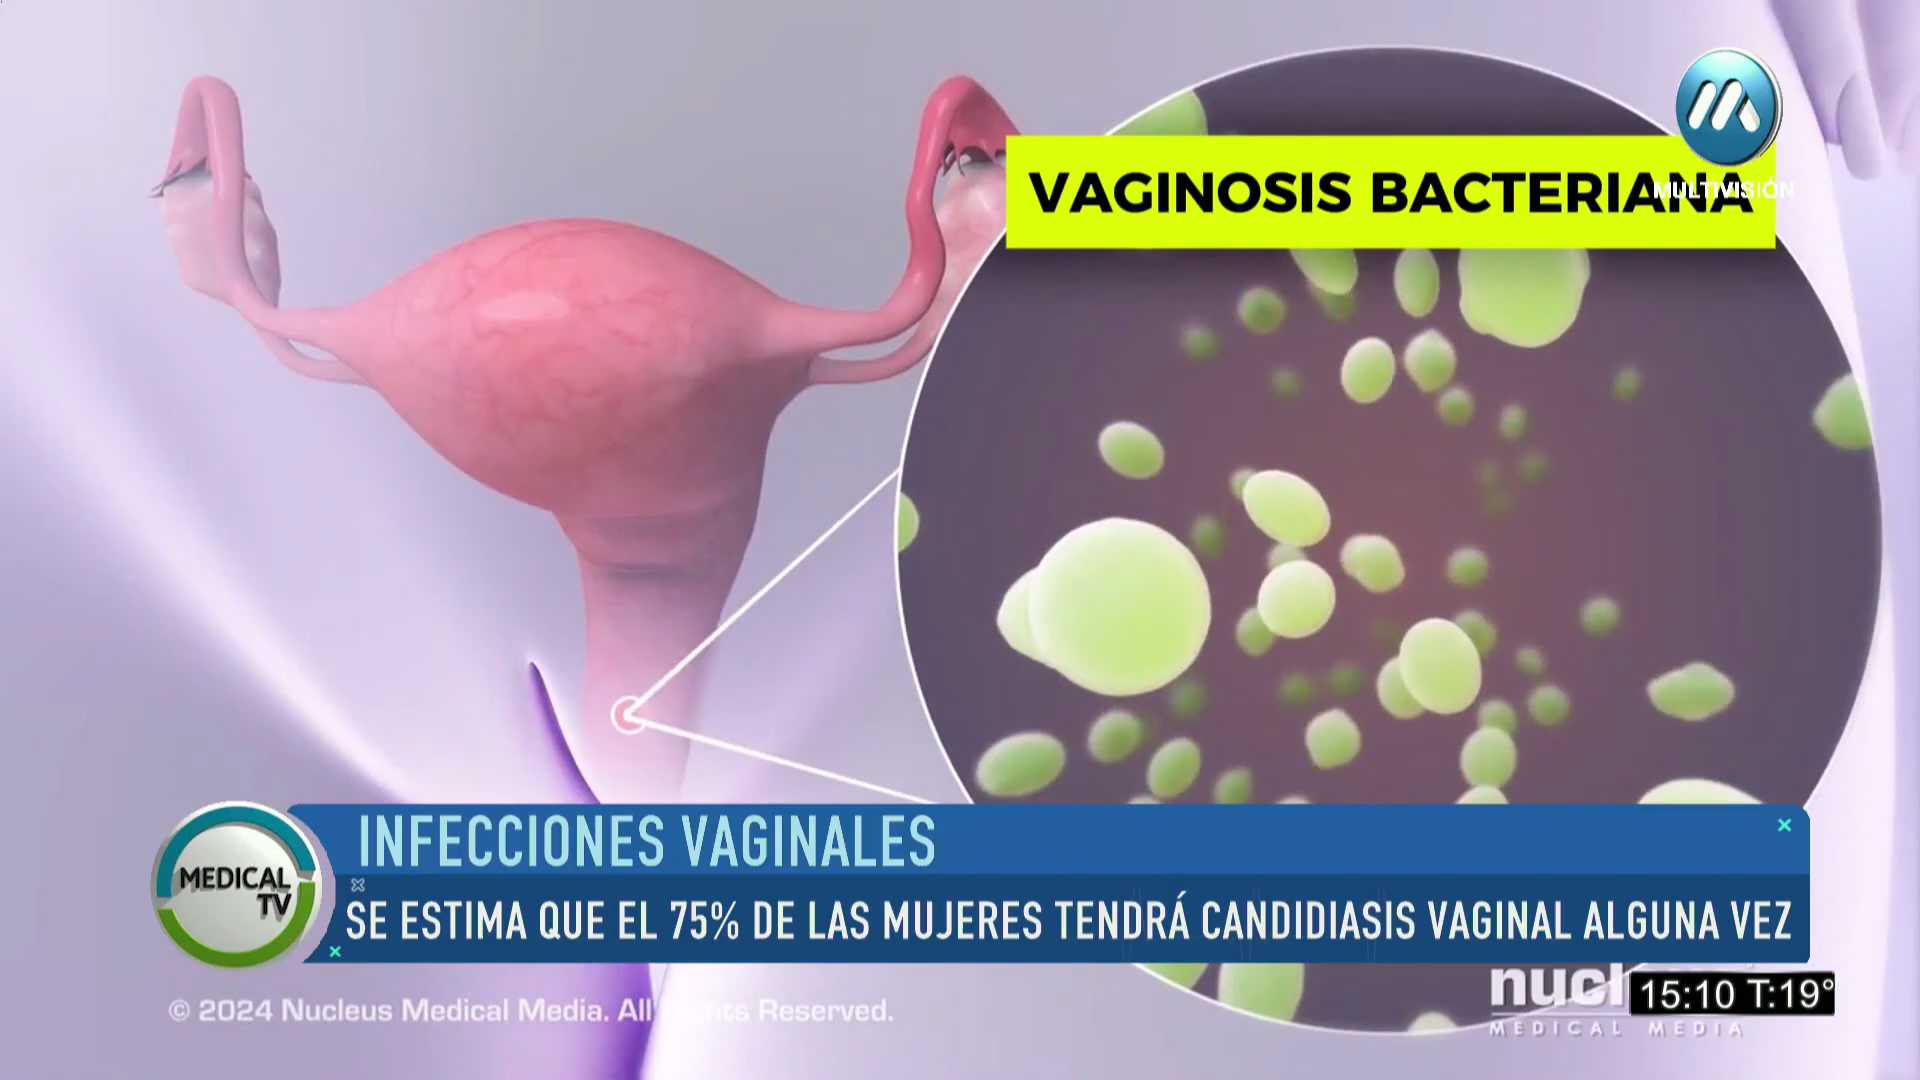 VAGINOSIS BACTERIANA
MULTIVISIÓN
INFECCIONES VAGINALES
MEDICAL
TV
SE ESTIMA QUE EL 75% DE LAS MUJERES TENDRÁ CANDIDIASIS VAGINAL ALGUNA VEZ
© 2024 Nucleus Medical Media. All Reserved.
15:10 T:19°
MEDICAL MEDIA